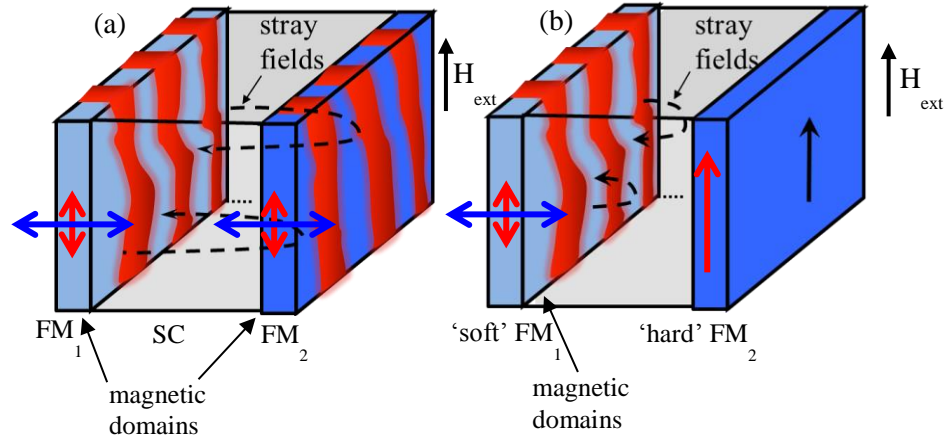 (a)
stray
fields
H
ext
FM
1
SC
FM
2
magnetic
domains
(b)
stray
fields
H
ext
‘soft’ FM
1
‘hard’ FM
2
magnetic
domains